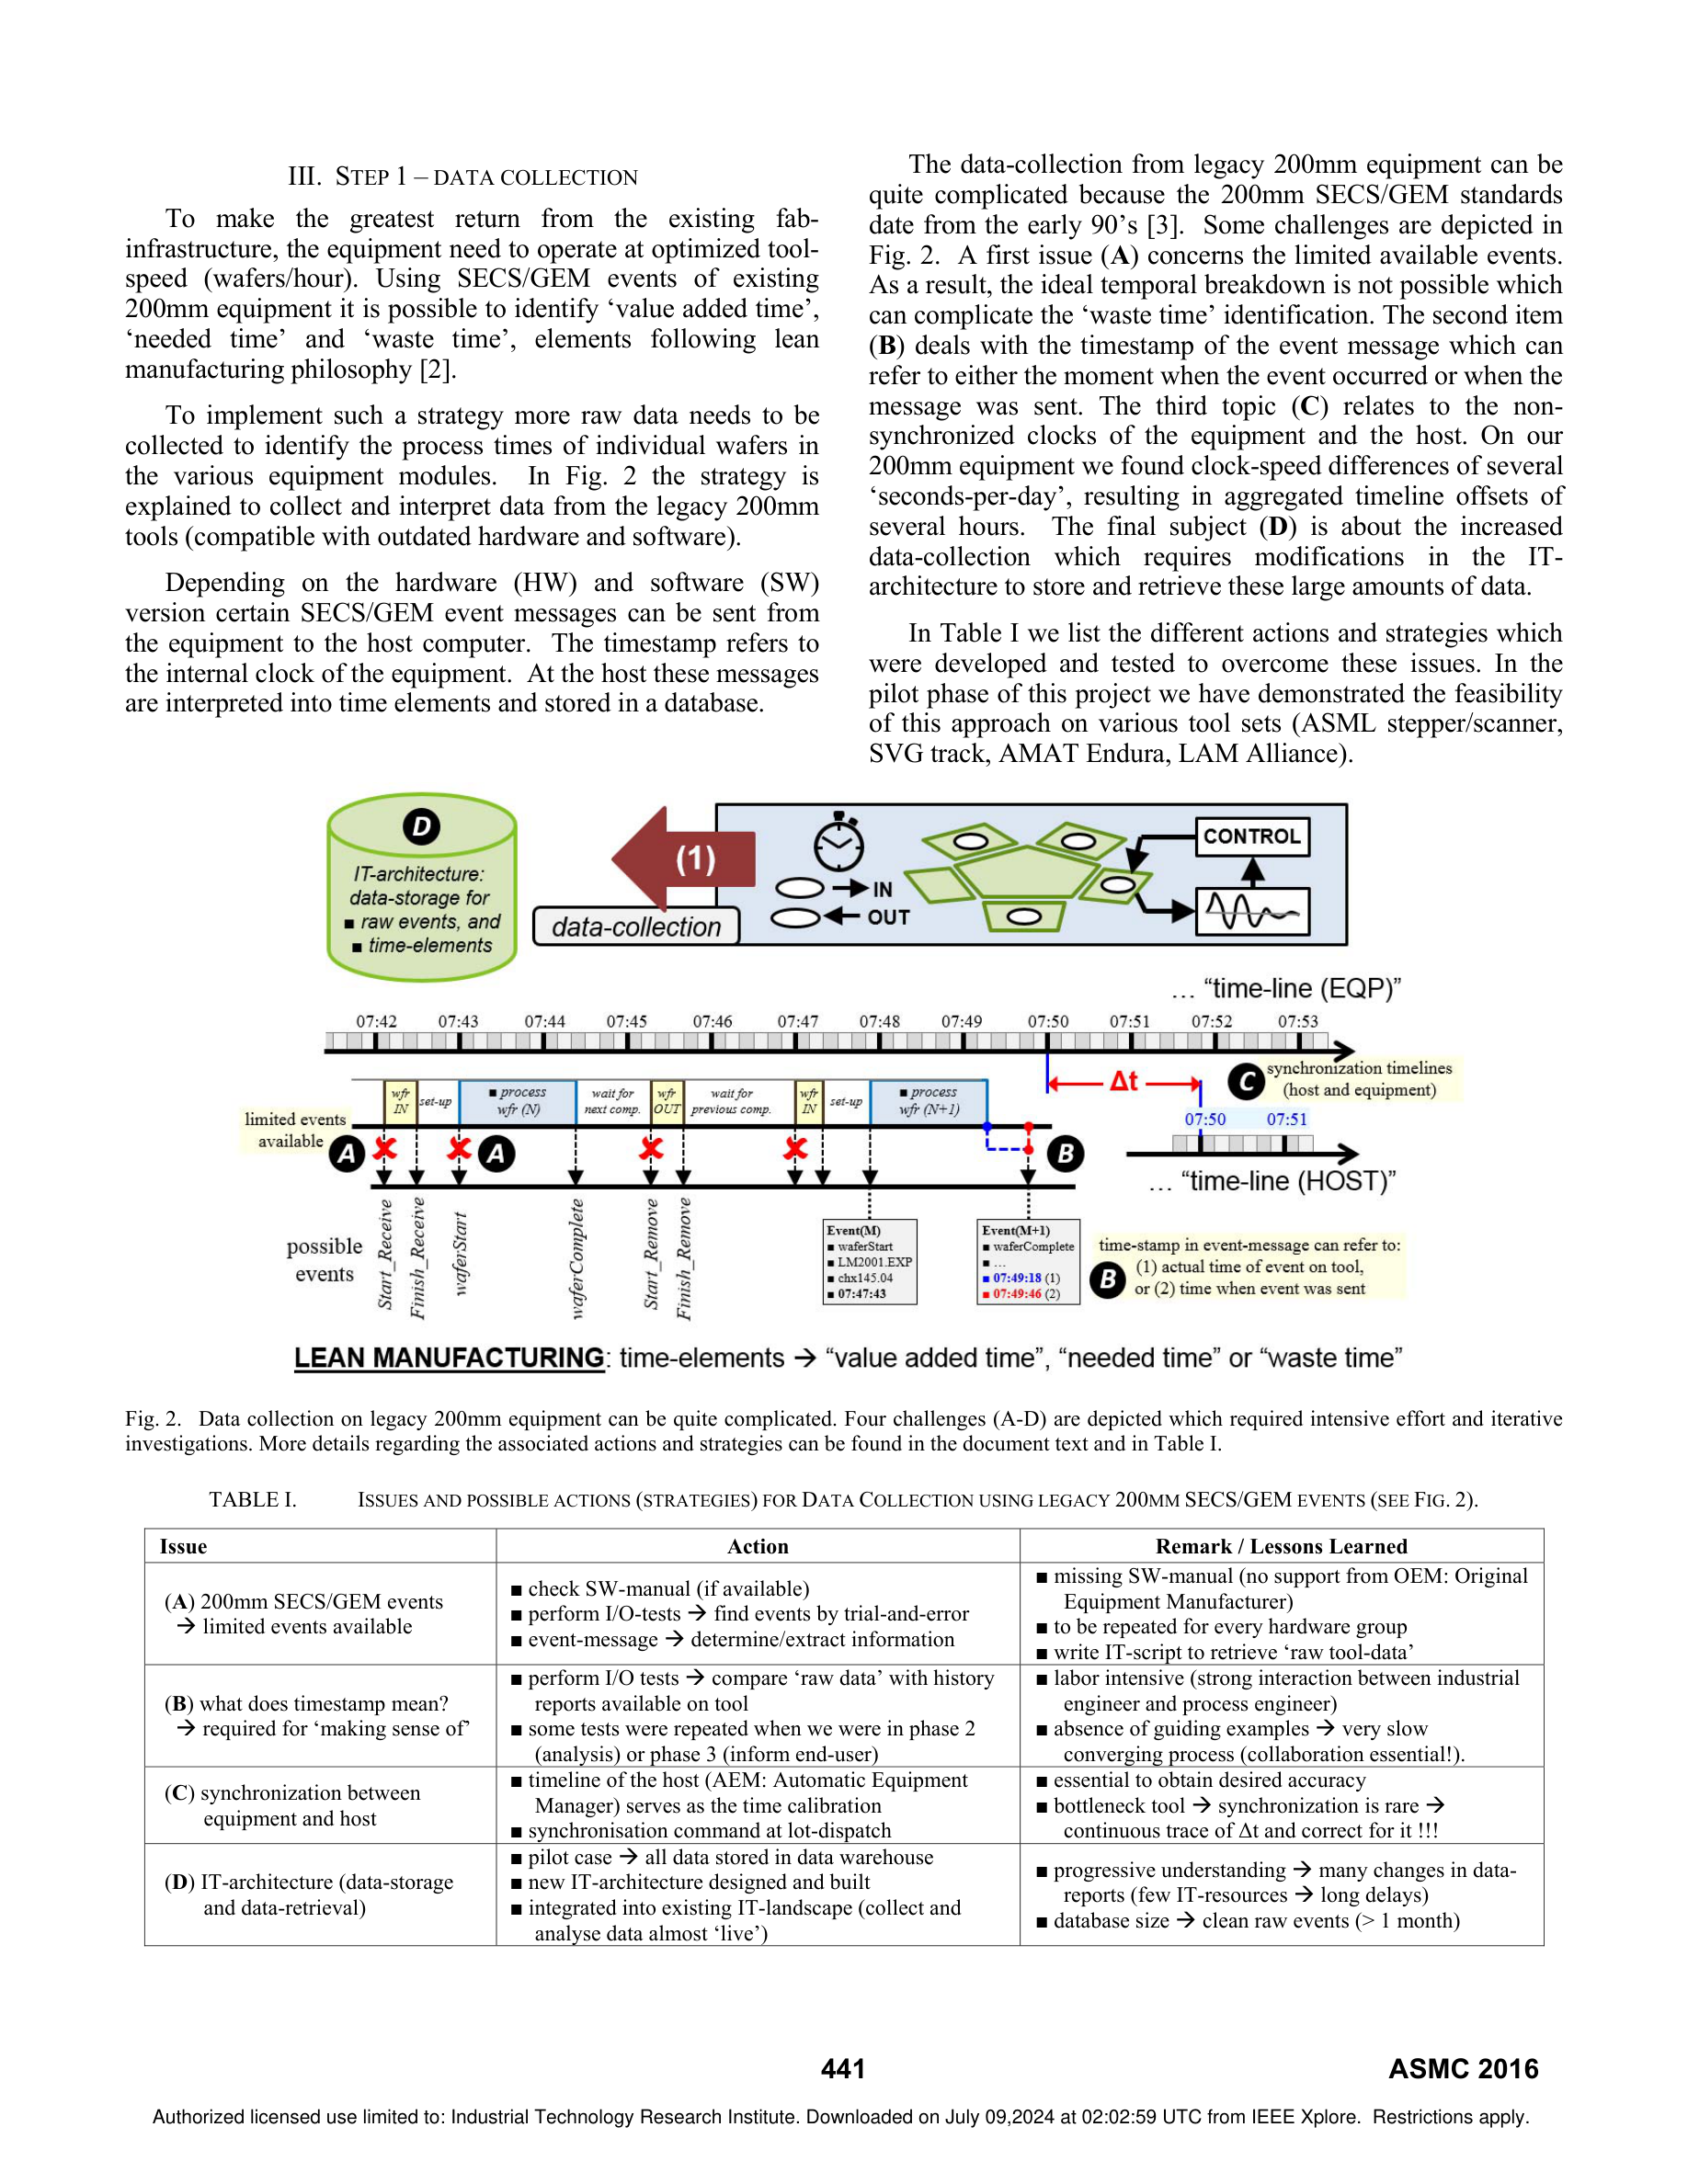 III. STEP 1 – DATA COLLECTION
To make the greatest return from the existing fab-
infrastructure, the equipment need to operate at optimized tool-
speed (wafers/hour). Using SECS/GEM events of existing
200mm equipment it is possible to identify ‘value added time’,
‘needed time’ and ‘waste time’, elements following lean
manufacturing philosophy [2].
To implement such a strategy more raw data needs to be
collected to identify the process times of individual wafers in
the various equipment modules. In Fig. 2 the strategy is
explained to collect and interpret data from the legacy 200mm
tools (compatible with outdated hardware and software).
Depending on the hardware (HW) and software (SW)
version certain SECS/GEM event messages can be sent from
the equipment to the host computer. The timestamp refers to
the internal clock of the equipment. At the host these messages
are interpreted into time elements and stored in a database.
The data-collection from legacy 200mm equipment can be
quite complicated because the 200mm SECS/GEM standards
date from the early 90’s [3]. Some challenges are depicted in
Fig. 2. A first issue (A) concerns the limited available events.
As a result, the ideal temporal breakdown is not possible which
can complicate the ‘waste time’ identification. The second item
(B) deals with the timestamp of the event message which can
refer to either the moment when the event occurred or when the
message was sent. The third topic (C) relates to the non-
synchronized clocks of the equipment and the host. On our
200mm equipment we found clock-speed differences of several
‘seconds-per-day’, resulting in aggregated timeline offsets of
several hours. The final subject (D) is about the increased
data-collection which requires modifications in the IT-
architecture to store and retrieve these large amounts of data.
In Table I we list the different actions and strategies which
were developed and tested to overcome these issues. In the
pilot phase of this project we have demonstrated the feasibility
of this approach on various tool sets (ASML stepper/scanner,
SVG track, AMAT Endura, LAM Alliance).
D
IT-architecture:
data-storage for
■ raw events, and
■ time-elements
(1)
data-collection
IN
OUT
CONTROL
… “time-line (EQP)”
07:42 07:43 07:44 07:45 07:46 07:47 07:48 07:49 07:50 07:51 07:52 07:53
Δt
C
synchronization timelines
(host and equipment)
07:50 07:51
… “time-line (HOST)”
wfr IN
set-up
■ process wfr (N)
wait for next comp.
wfr OUT
wait for previous comp.
wfr IN
set-up
■ process wfr (N+1)
limited events
available
A
A
B
possible
events
Start_Receive
Finish_Receive
waferStart
waferComplete
Start_Remove
Finish_Remove
Event(M)
■ waferStart
■ LM2001.EXP
■ chx145.04
■ 07:47:43
Event(M+1)
■ waferComplete
■ …
■ 07:49:18 (1)
■ 07:49:46 (2)
B
time-stamp in event-message can refer to:
(1) actual time of event on tool,
or (2) time when event was sent
LEAN MANUFACTURING: time-elements → “value added time”, “needed time” or “waste time”
Fig. 2. Data collection on legacy 200mm equipment can be quite complicated. Four challenges (A-D) are depicted which required intensive effort and iterative
investigations. More details regarding the associated actions and strategies can be found in the document text and in Table I.
TABLE I. ISSUES AND POSSIBLE ACTIONS (STRATEGIES) FOR DATA COLLECTION USING LEGACY 200MM SECS/GEM EVENTS (SEE FIG. 2).
Issue Action Remark / Lessons Learned
(A) 200mm SECS/GEM events
→ limited events available
■ check SW-manual (if available)
■ perform I/O-tests → find events by trial-and-error
■ event-message → determine/extract information
■ missing SW-manual (no support from OEM: Original
Equipment Manufacturer)
■ to be repeated for every hardware group
■ write IT-script to retrieve ‘raw tool-data’
(B) what does timestamp mean?
→ required for ‘making sense of’
■ perform I/O tests → compare ‘raw data’ with history
reports available on tool
■ some tests were repeated when we were in phase 2
(analysis) or phase 3 (inform end-user)
■ labor intensive (strong interaction between industrial
engineer and process engineer)
■ absence of guiding examples → very slow
converging process (collaboration essential!).
(C) synchronization between
equipment and host
■ timeline of the host (AEM: Automatic Equipment
Manager) serves as the time calibration
■ synchronisation command at lot-dispatch
■ essential to obtain desired accuracy
■ bottleneck tool → synchronization is rare →
continuous trace of Δt and correct for it !!!
(D) IT-architecture (data-storage
and data-retrieval)
■ pilot case → all data stored in data warehouse
■ new IT-architecture designed and built
■ integrated into existing IT-landscape (collect and
analyse data almost ‘live’)
■ progressive understanding → many changes in data-
reports (few IT-resources → long delays)
■ database size → clean raw events (> 1 month)
441
ASMC 2016
Authorized licensed use limited to: Industrial Technology Research Institute. Downloaded on July 09,2024 at 02:02:59 UTC from IEEE Xplore. Restrictions apply.